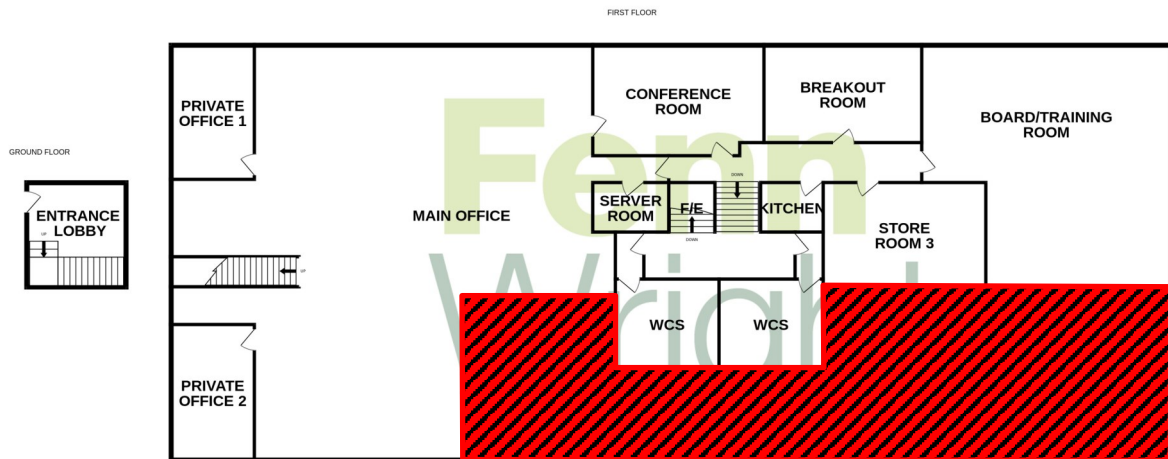 FIRST FLOOR
PRIVATE
OFFICE 1
CONFERENCE
ROOM
BREAKOUT
ROOM
BOARD/TRAINING
ROOM
GROUND FLOOR
ENTRANCE
LOBBY
UP
MAIN OFFICE
SERVER
ROOM
F/E
DOWN
DOWN
KITCHEN
STORE
ROOM 3
UP
WCS
WCS
PRIVATE
OFFICE 2
Fenn
Wright